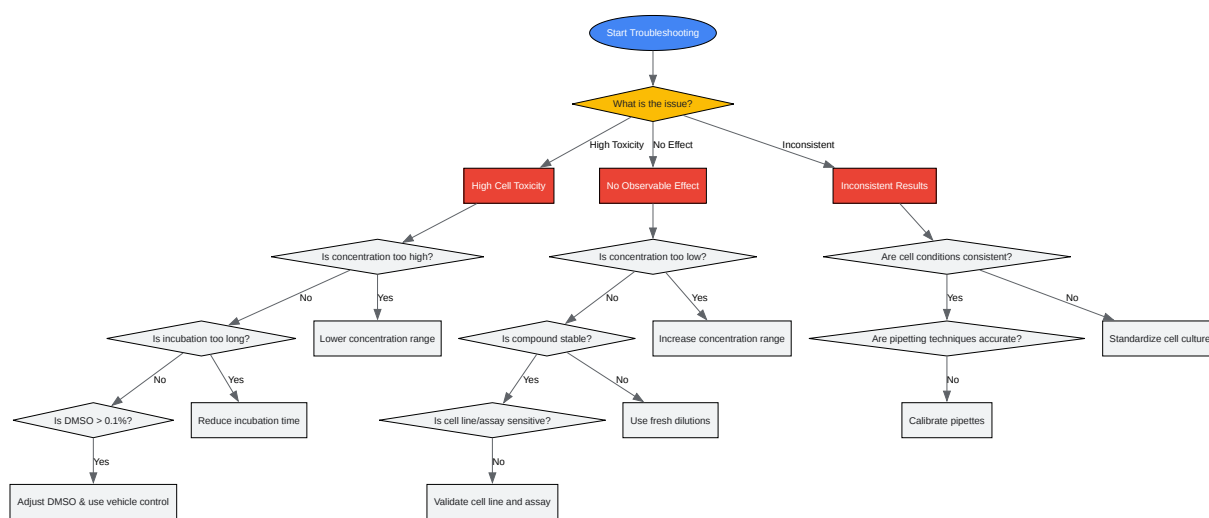 Start Troubleshooting
What is the issue?
High Toxicity
No Effect
Inconsistent
High Cell Toxicity
No Observable Effect
Inconsistent Results
Is concentration too high?
Is concentration too low?
Are cell conditions consistent?
No
Yes
No
Yes
Yes
No
Is incubation too long?
Lower concentration range
Is compound stable?
Increase concentration range
Are pipetting techniques accurate?
Standardize cell culture
No
Yes
Yes
No
No
Is DMSO > 0.1%?
Reduce incubation time
Is cell line/assay sensitive?
Use fresh dilutions
Calibrate pipettes
Yes
No
Adjust DMSO & use vehicle control
Validate cell line and assay